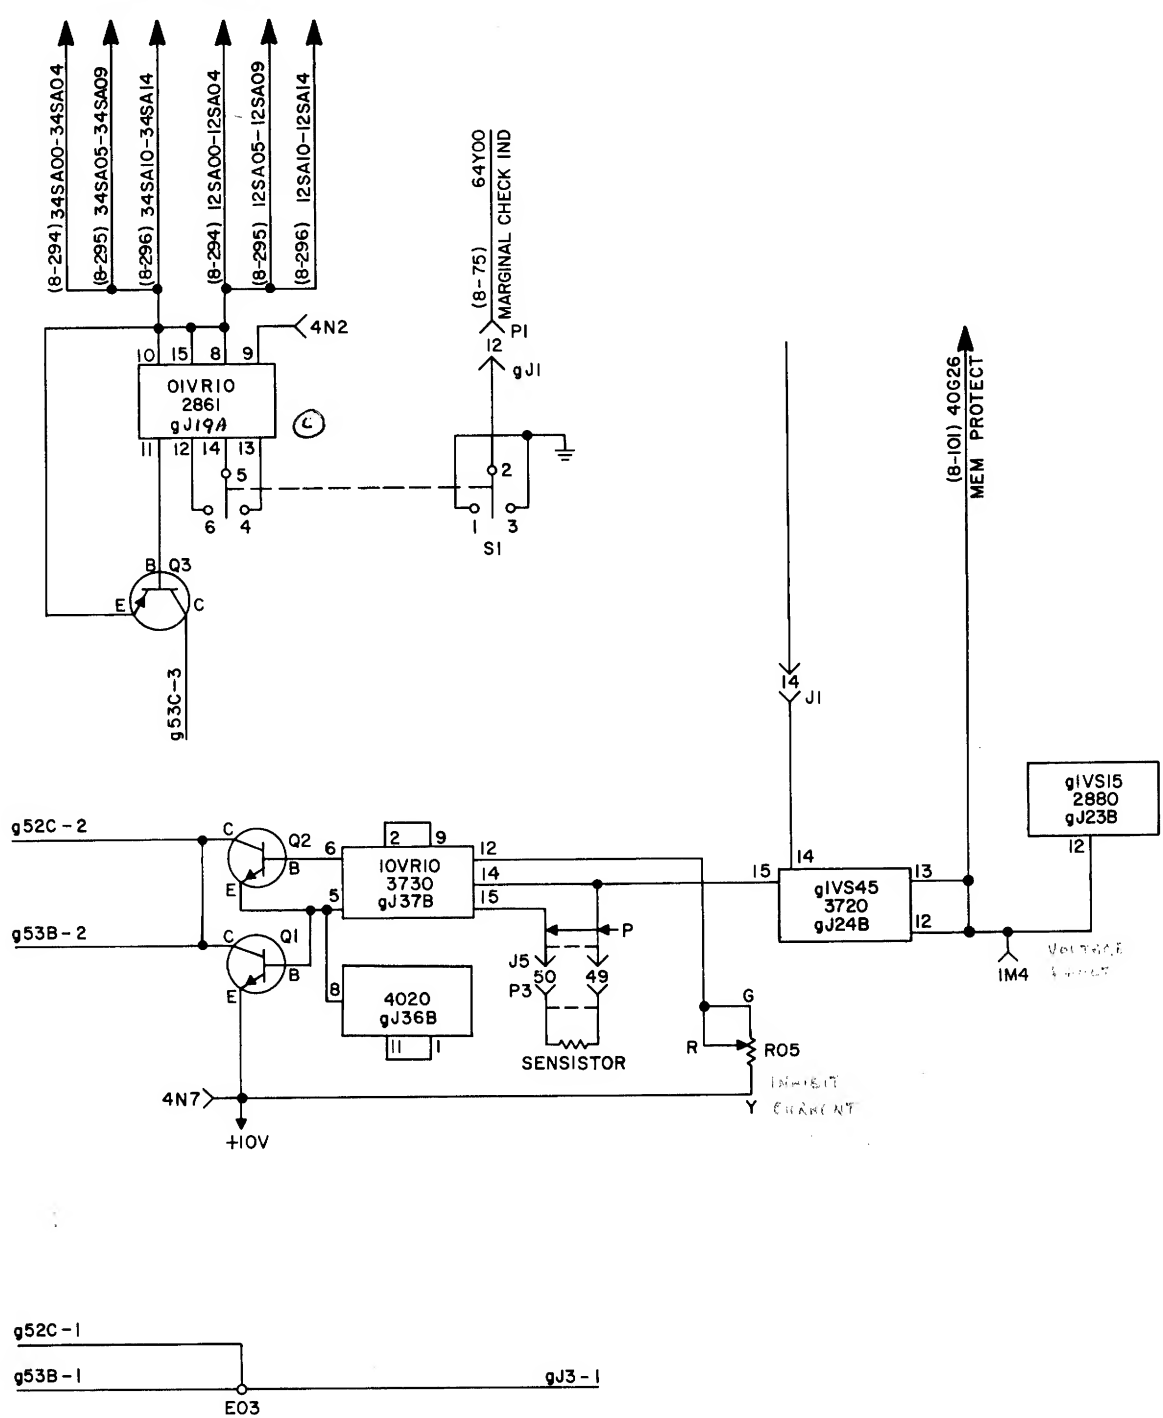 (8-294) 34SA00-34SA04
(8-295) 34SA05-34SA09
(8-296) 34SA10-34SA14
(8-294) 12SA00-12SA04
(8-295) 12SA05-12SA09
(8-296) 12SA10-12SA14
(8-75) 64Y00
MARGINAL CHECK IND
P1
12
gJ1
4N2
10 15 8 9
01VR10
2861
gJ19A
C
11 12 14 13
5
6 4
2
1 3
S1
(8-101) 40G26
MEM PROTECT
B Q3
E C
g53C-3
14
J1
g1VS15
2880
gJ23B
12
g52C-2
C Q2
B
E
6
2 9
12
10VR10
3730
gJ37B
14
15
5
15 14
g1VS45
3720
gJ24B
13
12
1M4
VOLTAGE
g53B-2
C Q1
B
E
P
J5
50 49
P3
SENSISTOR
8
4020
gJ36B
11 1
G
R R05
Y
INHIBIT
CURRENT
4N7
+10V
g52C-1
g53B-1
gJ3-1
E03